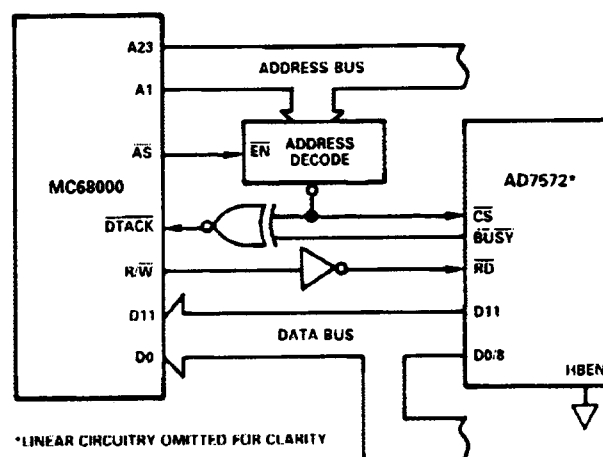 A23
ADDRESS BUS
A1
ADDRESS
DECODE
AS
EN
MC68000
AD7572*
DTACK
CS
BUSY
R/W
RD
D11
D11
DATA BUS
D0
D0/8
HBEN
*LINEAR CIRCUITRY OMITTED FOR CLARITY